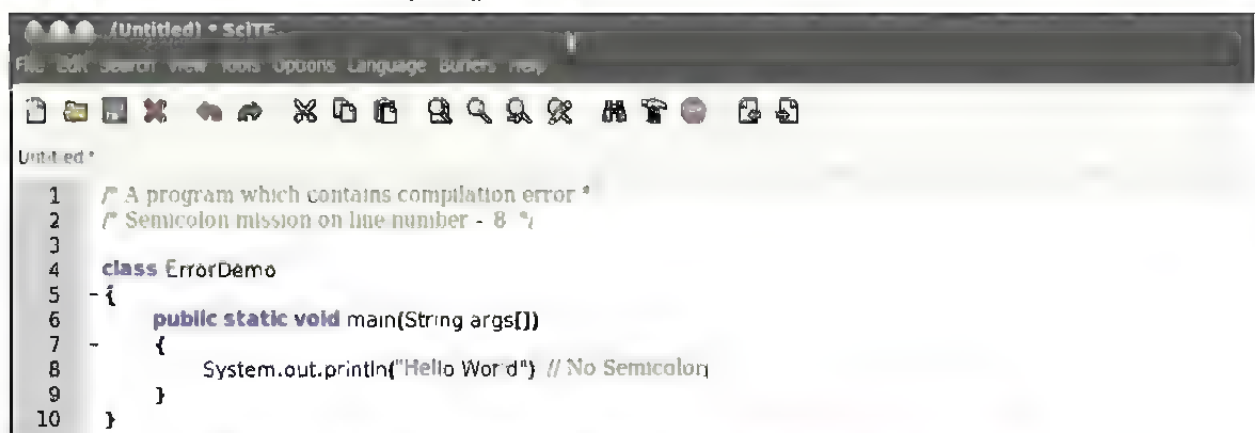 (Untitled) * SciTE
File Edit Search View Tools Options Language Buffers Help
Untitled *
1 /* A program which contains compilation error *
2 /* Semicolon mission on line number - 8 */
3
4 class ErrorDemo
5 {
6 public static void main(String args[])
7 {
8 System.out.println("Hello World") // No Semicolon
9 }
10 }